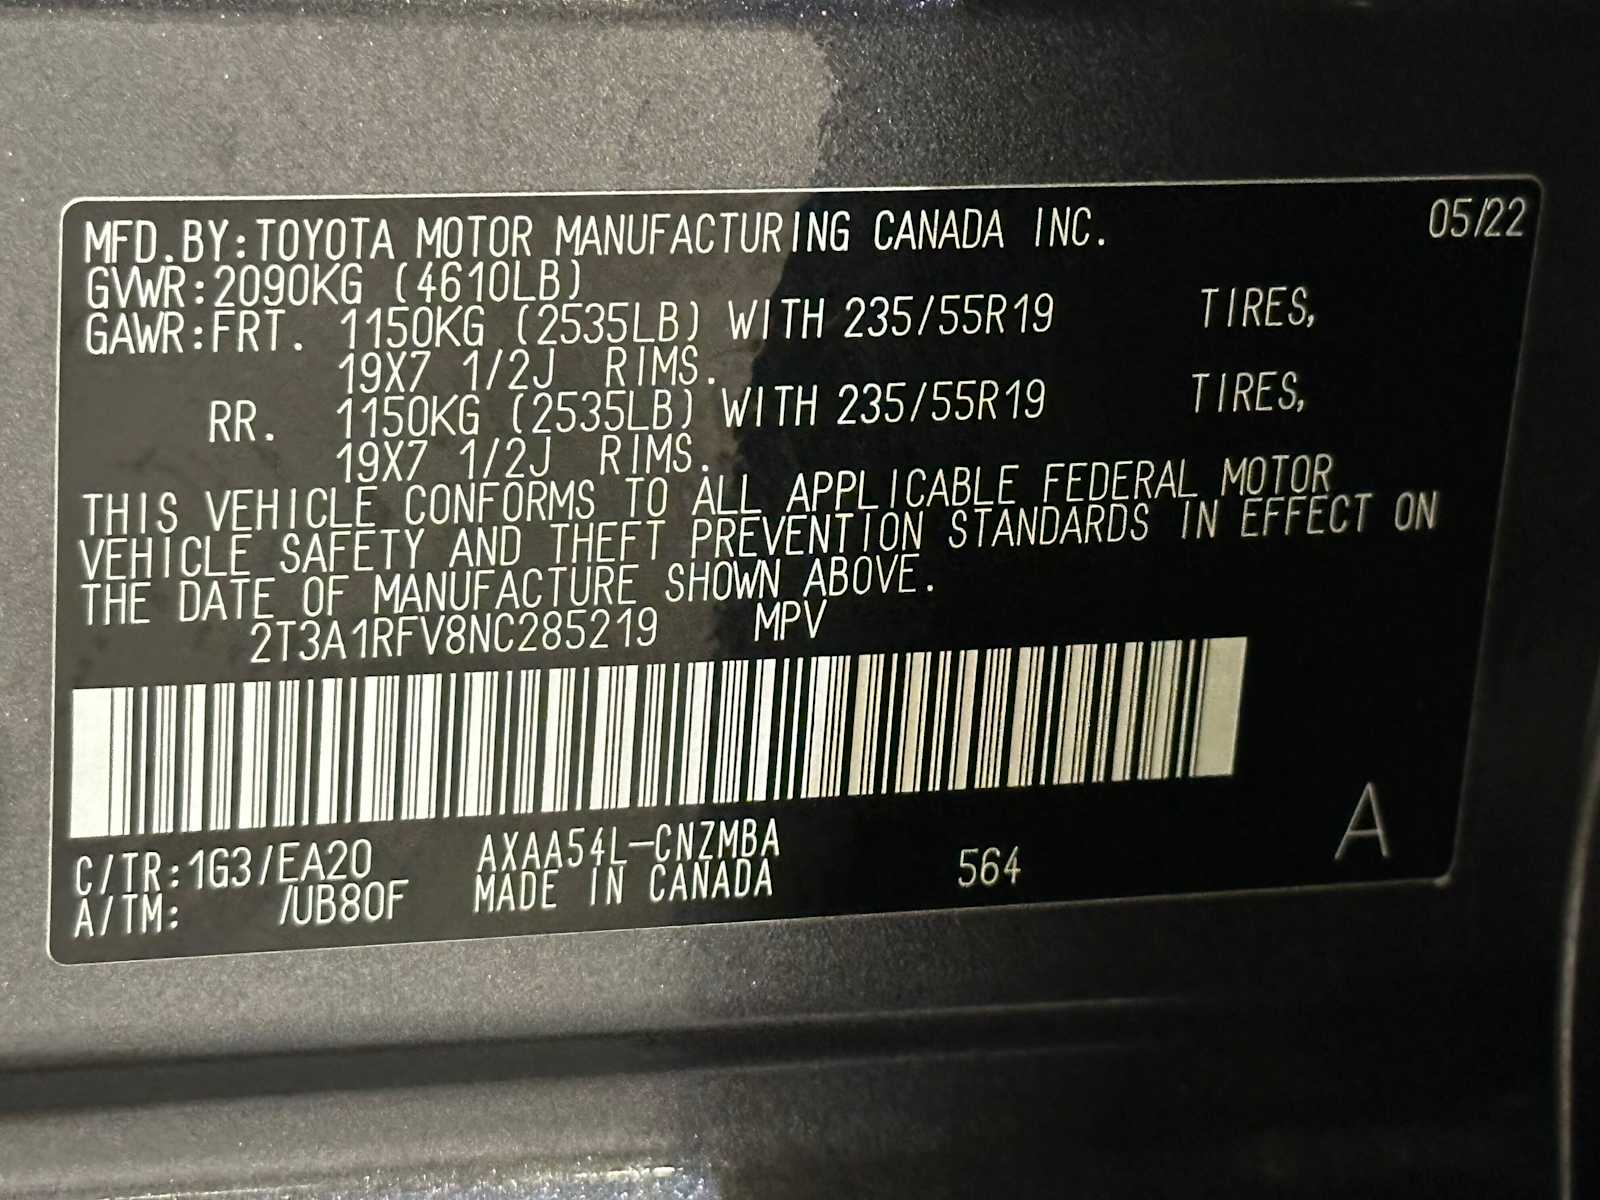 MFD.BY:TOYOTA MOTOR MANUFACTURING CANADA INC. 05/22
GVWR:2090KG (4610LB)
GAWR:FRT. 1150KG (2535LB) WITH 235/55R19 TIRES,
19X7 1/2J RIMS.
RR. 1150KG (2535LB) WITH 235/55R19 TIRES,
19X7 1/2J RIMS.
THIS VEHICLE CONFORMS TO ALL APPLICABLE FEDERAL MOTOR
VEHICLE SAFETY AND THEFT PREVENTION STANDARDS IN EFFECT ON
THE DATE OF MANUFACTURE SHOWN ABOVE.
2T3A1RFV8NC285219 MPV
C/TR:1G3/EA20 AXAA54L-CNZMBA 564 A
A/TM: /UB80F MADE IN CANADA